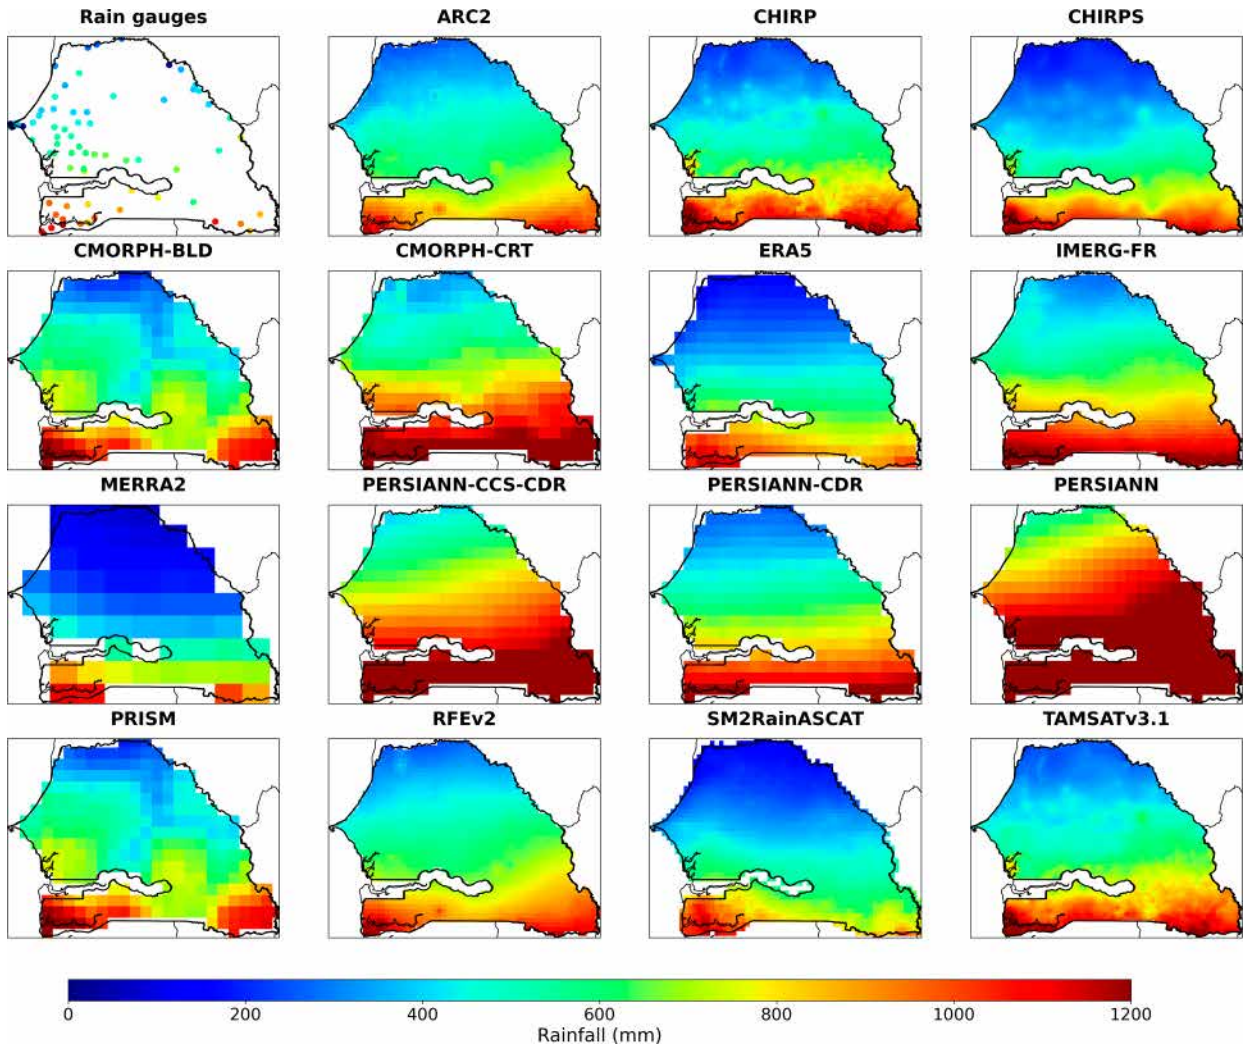 Rain gauges ARC2 CHIRP CHIRPS
CMORPH-BLD CMORPH-CRT ERA5 IMERG-FR
MERRA2 PERSIANN-CCS-CDR PERSIANN-CDR PERSIANN
PRISM RFEv2 SM2RainASCAT TAMSATv3.1
0 200 400 600 800 1000 1200
Rainfall (mm)